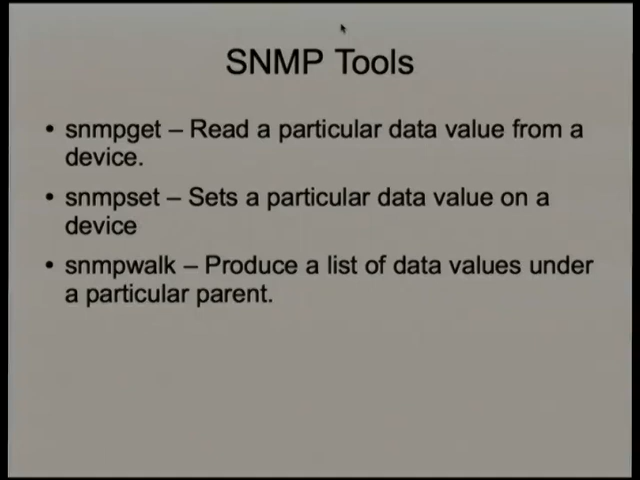 SNMP Tools
• snmpget – Read a particular data value from a
device.
• snmpset – Sets a particular data value on a
device
• snmpwalk – Produce a list of data values under
a particular parent.